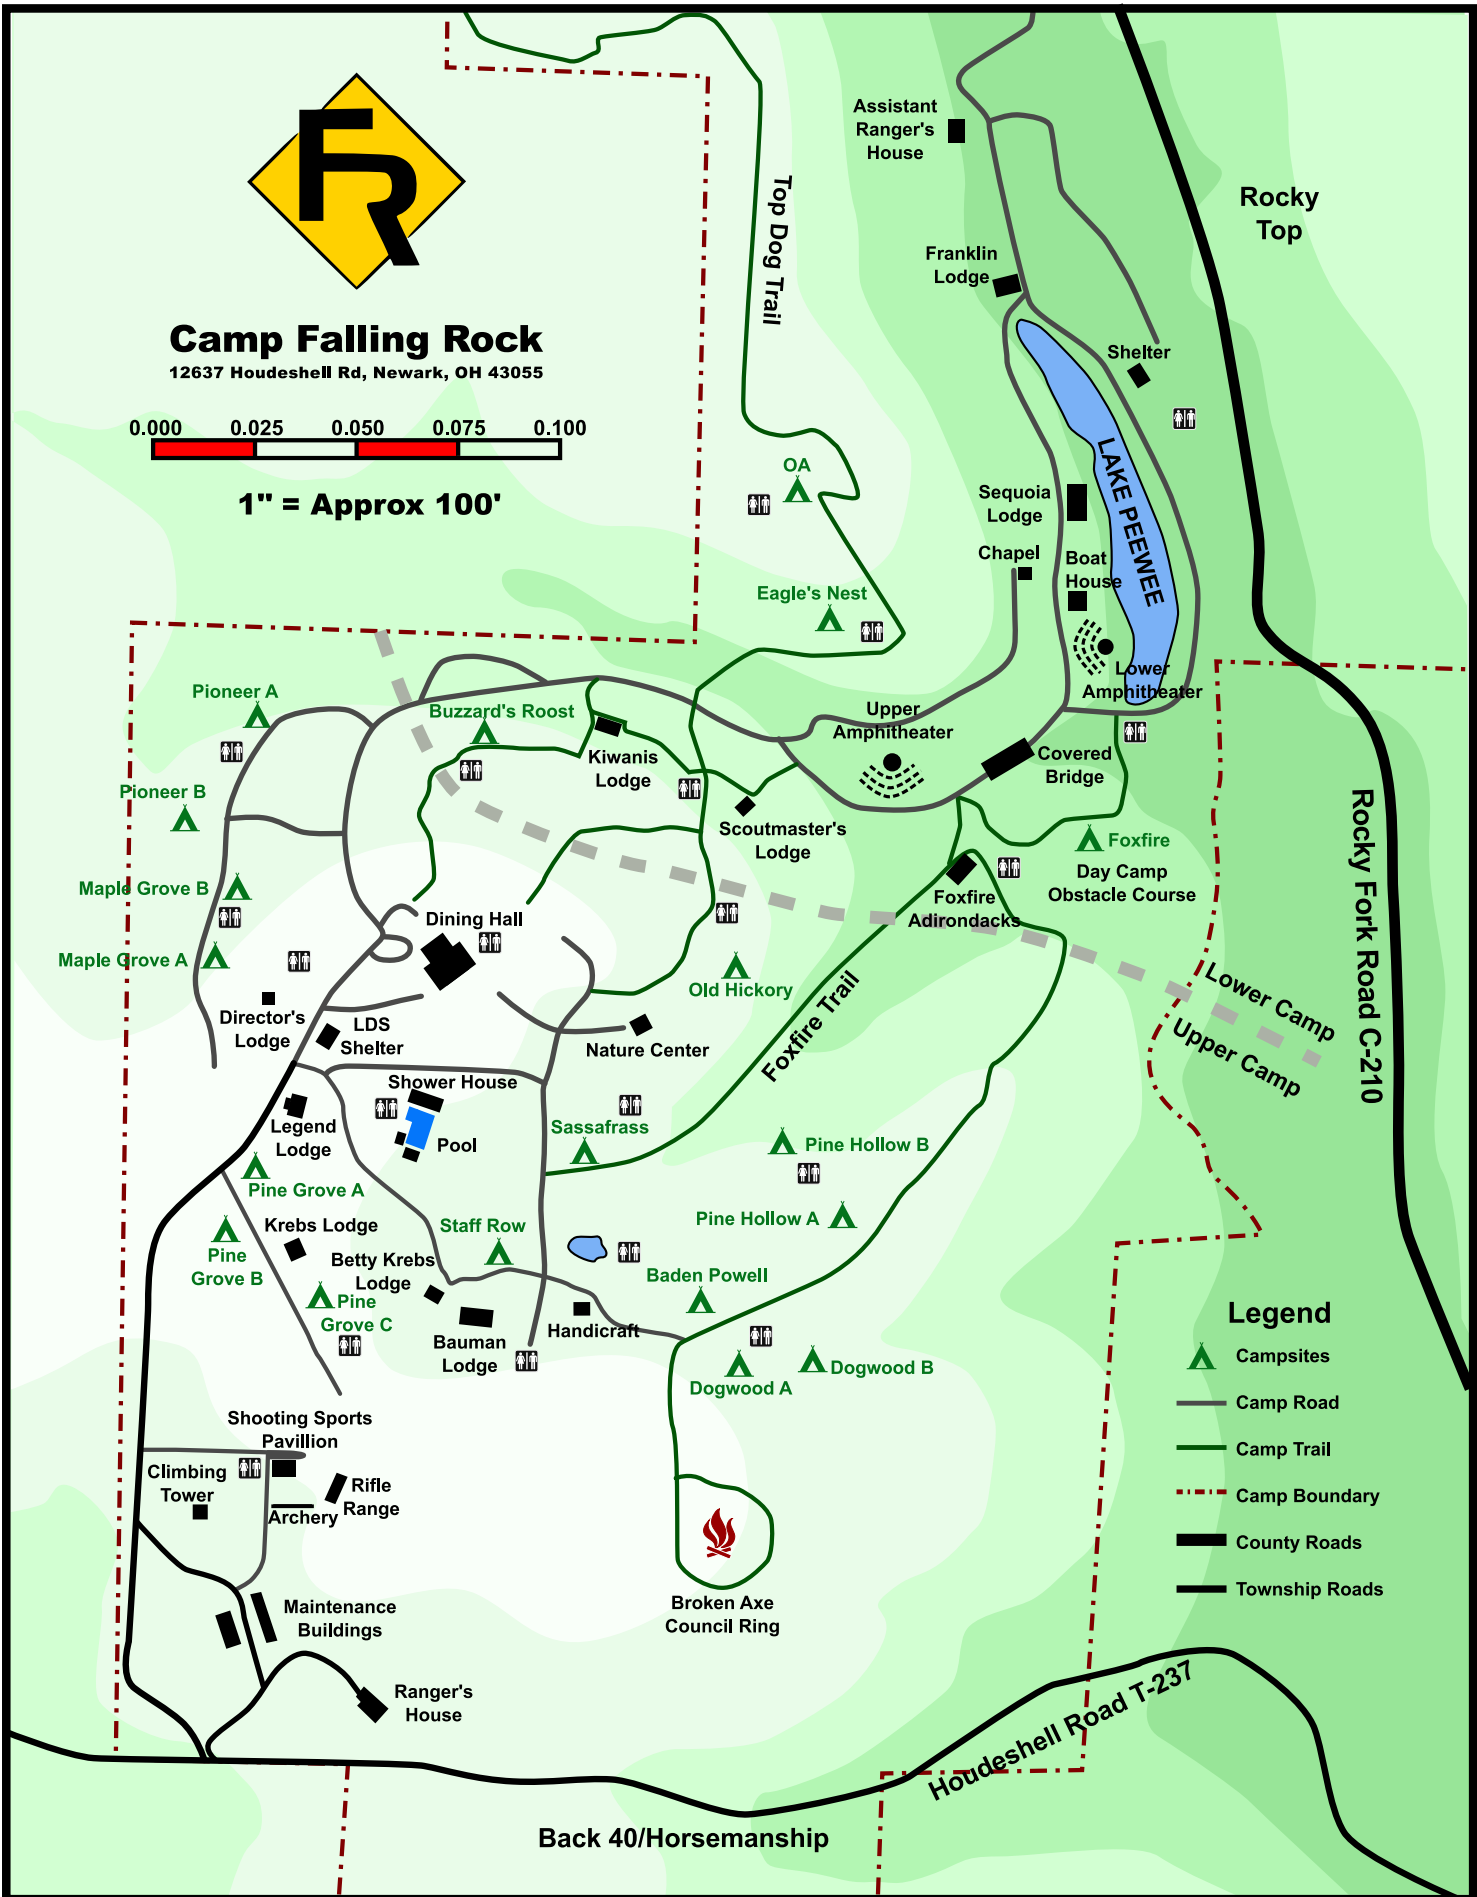 FR
Camp Falling Rock
12637 Houdeshell Rd, Newark, OH 43055
0.000 0.025 0.050 0.075 0.100
1" = Approx 100'
Top Dog Trail
Assistant
Ranger's
House
Rocky
Top
Franklin
Lodge
Shelter
LAKE PEEWEE
OA
Sequoia
Lodge
Chapel
Boat
House
Eagle's Nest
Lower
Amphitheater
Pioneer A
Buzzard's Roost
Upper
Amphitheater
Kiwanis
Lodge
Covered
Bridge
Pioneer B
Scoutmaster's
Lodge
Foxfire
Day Camp
Obstacle Course
Rocky Fork Road C-210
Maple Grove B
Foxfire
Adirondacks
Dining Hall
Maple Grove A
Old Hickory
Foxfire Trail
Lower Camp
Upper Camp
Director's
Lodge
LDS
Shelter
Nature Center
Shower House
Legend
Lodge
Pool
Sassafrass
Pine Hollow B
Pine Grove A
Pine Hollow A
Krebs Lodge
Staff Row
Pine
Grove B
Betty Krebs
Lodge
Baden Powell
Pine
Grove C
Handicraft
Bauman
Lodge
Dogwood A
Dogwood B
Legend
Campsites
Camp Road
Camp Trail
Camp Boundary
County Roads
Township Roads
Shooting Sports
Pavillion
Climbing
Tower
Rifle
Range
Archery
Broken Axe
Council Ring
Maintenance
Buildings
Ranger's
House
Houdeshell Road T-237
Back 40/Horsemanship